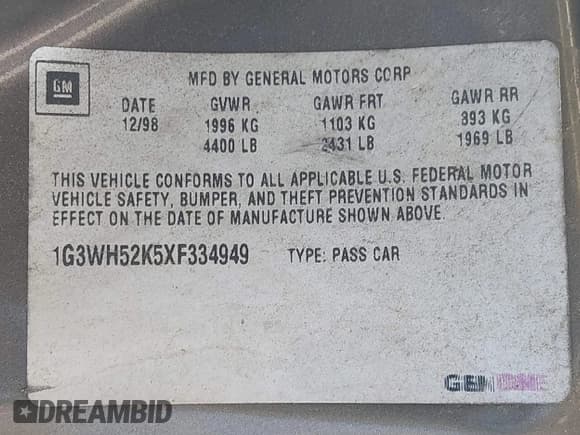 GM
MFD BY GENERAL MOTORS CORP
DATE GVWR GAWR FRT GAWR RR
12/98 1996 KG 1103 KG 893 KG
4400 LB 2431 LB 1969 LB
THIS VEHICLE CONFORMS TO ALL APPLICABLE U.S. FEDERAL MOTOR
VEHICLE SAFETY, BUMPER, AND THEFT PREVENTION STANDARDS IN
EFFECT ON THE DATE OF MANUFACTURE SHOWN ABOVE.
1G3WH52K5XF334949 TYPE: PASS CAR
DREAMBID